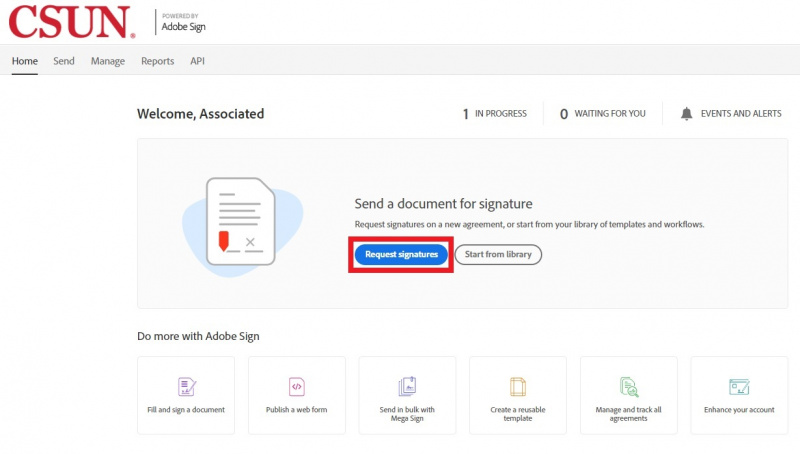 CSUN®
POWERED BY
Adobe Sign
Home Send Manage Reports API
Welcome, Associated
1 IN PROGRESS 0 WAITING FOR YOU EVENTS AND ALERTS
Send a document for signature
Request signatures on a new agreement, or start from your library of templates and workflows.
Request signatures Start from library
Do more with Adobe Sign
Fill and sign a document
Publish a web form
Send in bulk with
Mega Sign
Create a reusable
template
Manage and track all
agreements
Enhance your account